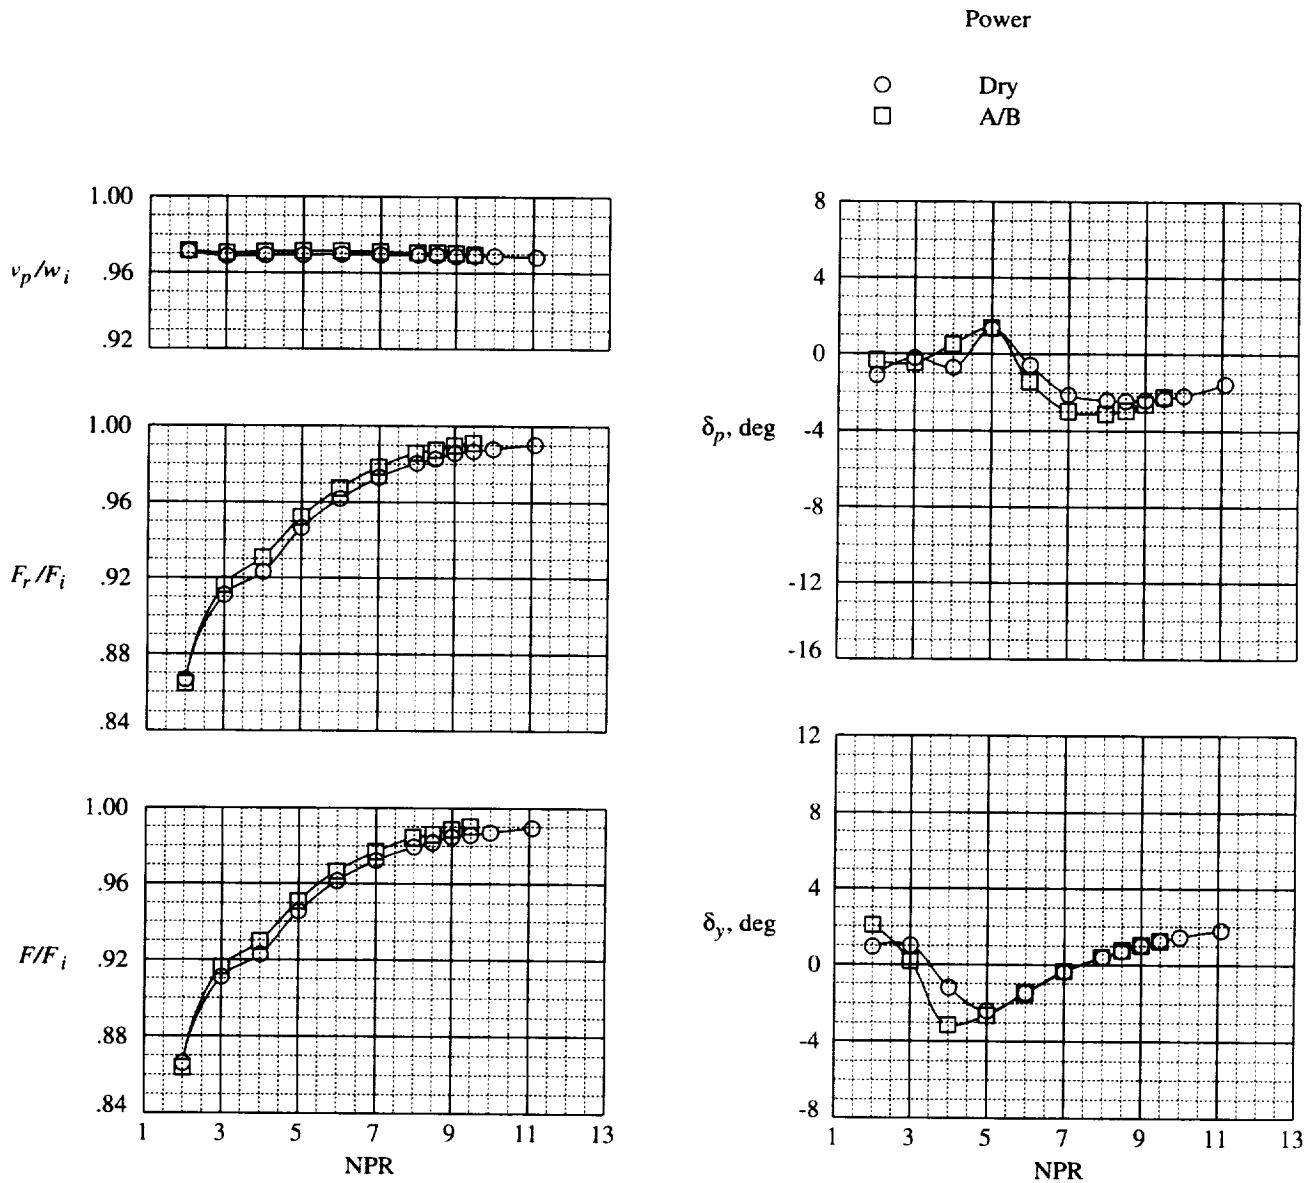 Power
Dry
A/B
1.00
v_p/w_i
.96
.92
1.00
.96
F_r/F_i
.92
.88
.84
1.00
.96
F/F_i
.92
.88
.84
1 3 5 7 9 11 13
NPR
8
4
0
δ_p, deg
-4
-8
-12
-16
12
8
4
δ_y, deg
0
-4
-8
1 3 5 7 9 11 13
NPR